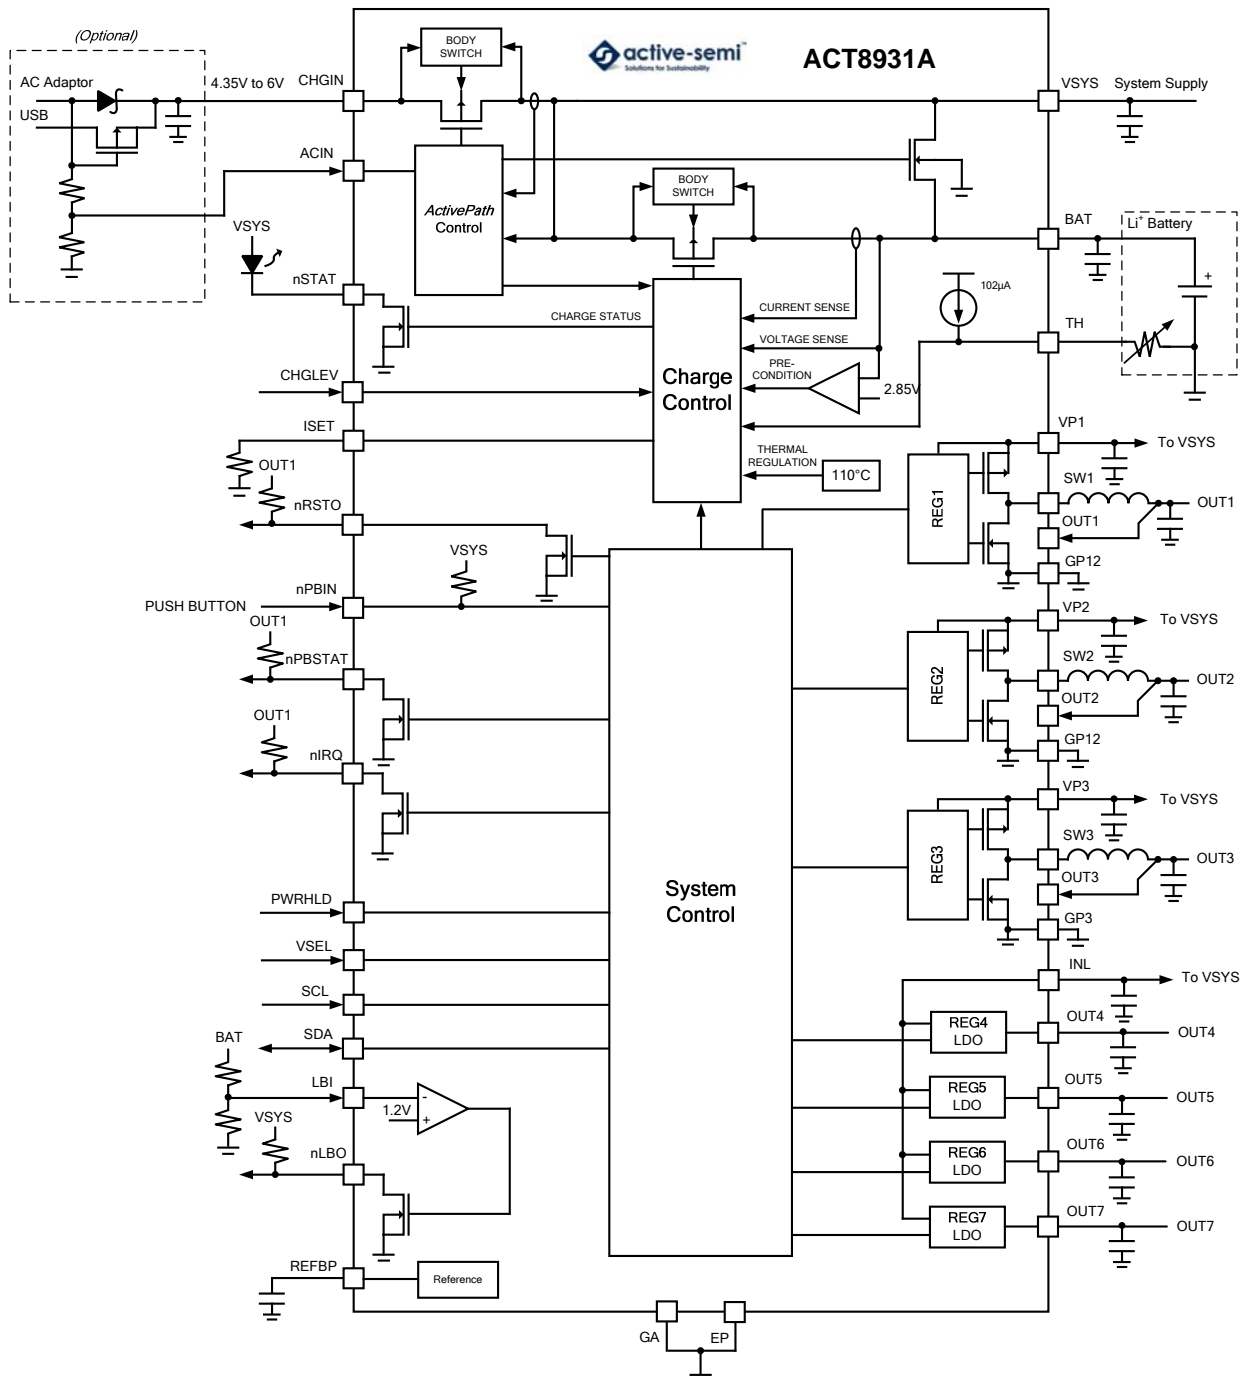 (Optional)
AC Adaptor
USB
4.35V to 6V
CHGIN
BODY
SWITCH
active-semi™
Solutions for Sustainability
ACT8931A
VSYS
System Supply
ACIN
ActivePath
Control
BODY
SWITCH
BAT
Li+ Battery
+
VSYS
nSTAT
CHARGE STATUS
CURRENT SENSE
102µA
VOLTAGE SENSE
TH
PRE-
CONDITION
2.85V
Charge
Control
CHGLEV
ISET
THERMAL
REGULATION
110°C
VP1
To VSYS
REG1
SW1
OUT1
OUT1
GP12
OUT1
nRSTO
VSYS
nPBIN
PUSH BUTTON
VP2
To VSYS
REG2
SW2
OUT2
OUT2
GP12
OUT1
nPBSTAT
OUT1
nIRQ
VP3
To VSYS
REG3
SW3
OUT3
OUT3
GP3
System
Control
PWRHLD
VSEL
SCL
SDA
INL
To VSYS
REG4
LDO
OUT4
OUT4
REG5
LDO
OUT5
OUT5
REG6
LDO
OUT6
OUT6
REG7
LDO
OUT7
OUT7
BAT
LBI
1.2V
-
+
VSYS
nLBO
REFBP
Reference
GA
EP